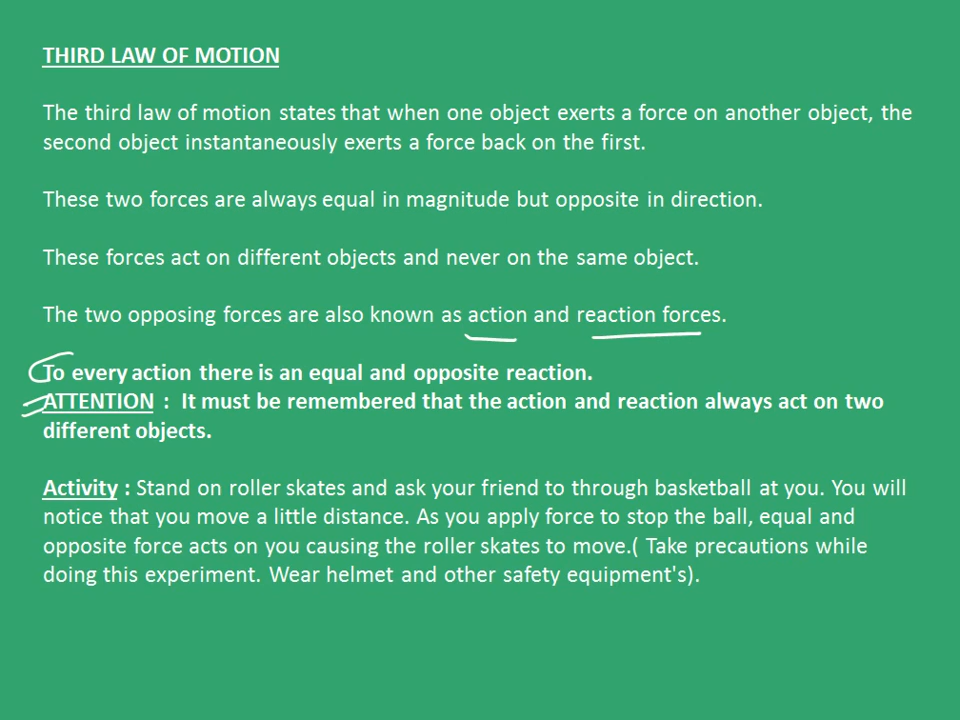 THIRD LAW OF MOTION
The third law of motion states that when one object exerts a force on another object, the
second object instantaneously exerts a force back on the first.
These two forces are always equal in magnitude but opposite in direction.
These forces act on different objects and never on the same object.
The two opposing forces are also known as action and reaction forces.
To every action there is an equal and opposite reaction.
ATTENTION : It must be remembered that the action and reaction always act on two
different objects.
Activity : Stand on roller skates and ask your friend to through basketball at you. You will
notice that you move a little distance. As you apply force to stop the ball, equal and
opposite force acts on you causing the roller skates to move.( Take precautions while
doing this experiment. Wear helmet and other safety equipment's).